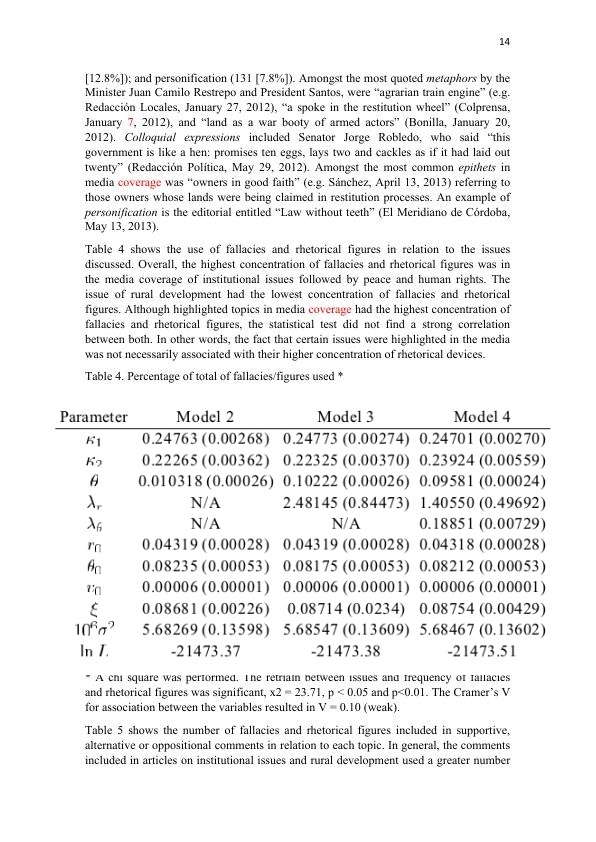 14
[12.8%]); and personification (131 [7.8%]). Amongst the most quoted metaphors by the
Minister Juan Camilo Restrepo and President Santos, were “agrarian train engine” (e.g.
Redacción Locales, January 27, 2012), “a spoke in the restitution wheel” (Colprensa,
January 7, 2012), and “land as a war booty of armed actors” (Bonilla, January 20,
2012). Colloquial expressions included Senator Jorge Robledo, who said “this
government is like a hen: promises ten eggs, lays two and cackles as if it had laid out
twenty” (Redacción Política, May 29, 2012). Amongst the most common epithets in
media coverage was “owners in good faith” (e.g. Sánchez, April 13, 2013) referring to
those owners whose lands were being claimed in restitution processes. An example of
personification is the editorial entitled “Law without teeth” (El Meridiano de Córdoba,
May 13, 2013).
Table 4 shows the use of fallacies and rhetorical figures in relation to the issues
discussed. Overall, the highest concentration of fallacies and rhetorical figures was in
the media coverage of institutional issues followed by peace and human rights. The
issue of rural development had the lowest concentration of fallacies and rhetorical
figures. Although highlighted topics in media coverage had the highest concentration of
fallacies and rhetorical figures, the statistical test did not find a strong correlation
between both. In other words, the fact that certain issues were highlighted in the media
was not necessarily associated with their higher concentration of rhetorical devices.
Table 4. Percentage of total of fallacies/figures used *
Parameter Model 2 Model 3 Model 4
κ1 0.24763 (0.00268) 0.24773 (0.00274) 0.24701 (0.00270)
κ2 0.22265 (0.00362) 0.22325 (0.00370) 0.23924 (0.00559)
θ 0.010318 (0.00026) 0.10222 (0.00026) 0.09581 (0.00024)
λr N/A 2.48145 (0.84473) 1.40550 (0.49692)
λθ N/A N/A 0.18851 (0.00729)
r0 0.04319 (0.00028) 0.04319 (0.00028) 0.04318 (0.00028)
θ0 0.08235 (0.00053) 0.08175 (0.00053) 0.08212 (0.00053)
v0 0.00006 (0.00001) 0.00006 (0.00001) 0.00006 (0.00001)
ξ 0.08681 (0.00226) 0.08714 (0.0234) 0.08754 (0.00429)
10⁶σ² 5.68269 (0.13598) 5.68547 (0.13609) 5.68467 (0.13602)
ln L -21473.37 -21473.38 -21473.51
* A chi square was performed. The retrain between issues and frequency of fallacies
and rhetorical figures was significant, x2 = 23.71, p < 0.05 and p<0.01. The Cramer’s V
for association between the variables resulted in V = 0.10 (weak).
Table 5 shows the number of fallacies and rhetorical figures included in supportive,
alternative or oppositional comments in relation to each topic. In general, the comments
included in articles on institutional issues and rural development used a greater number